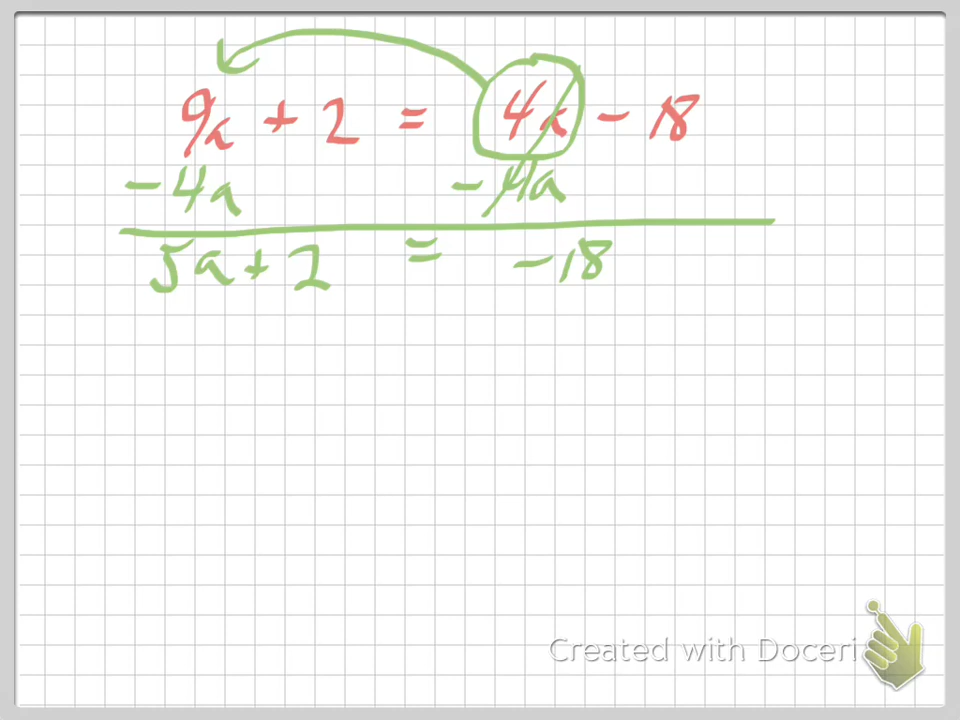 9a + 2 = 4a - 18
- 4a - 4a
5a + 2 = -18
Created with Doceri